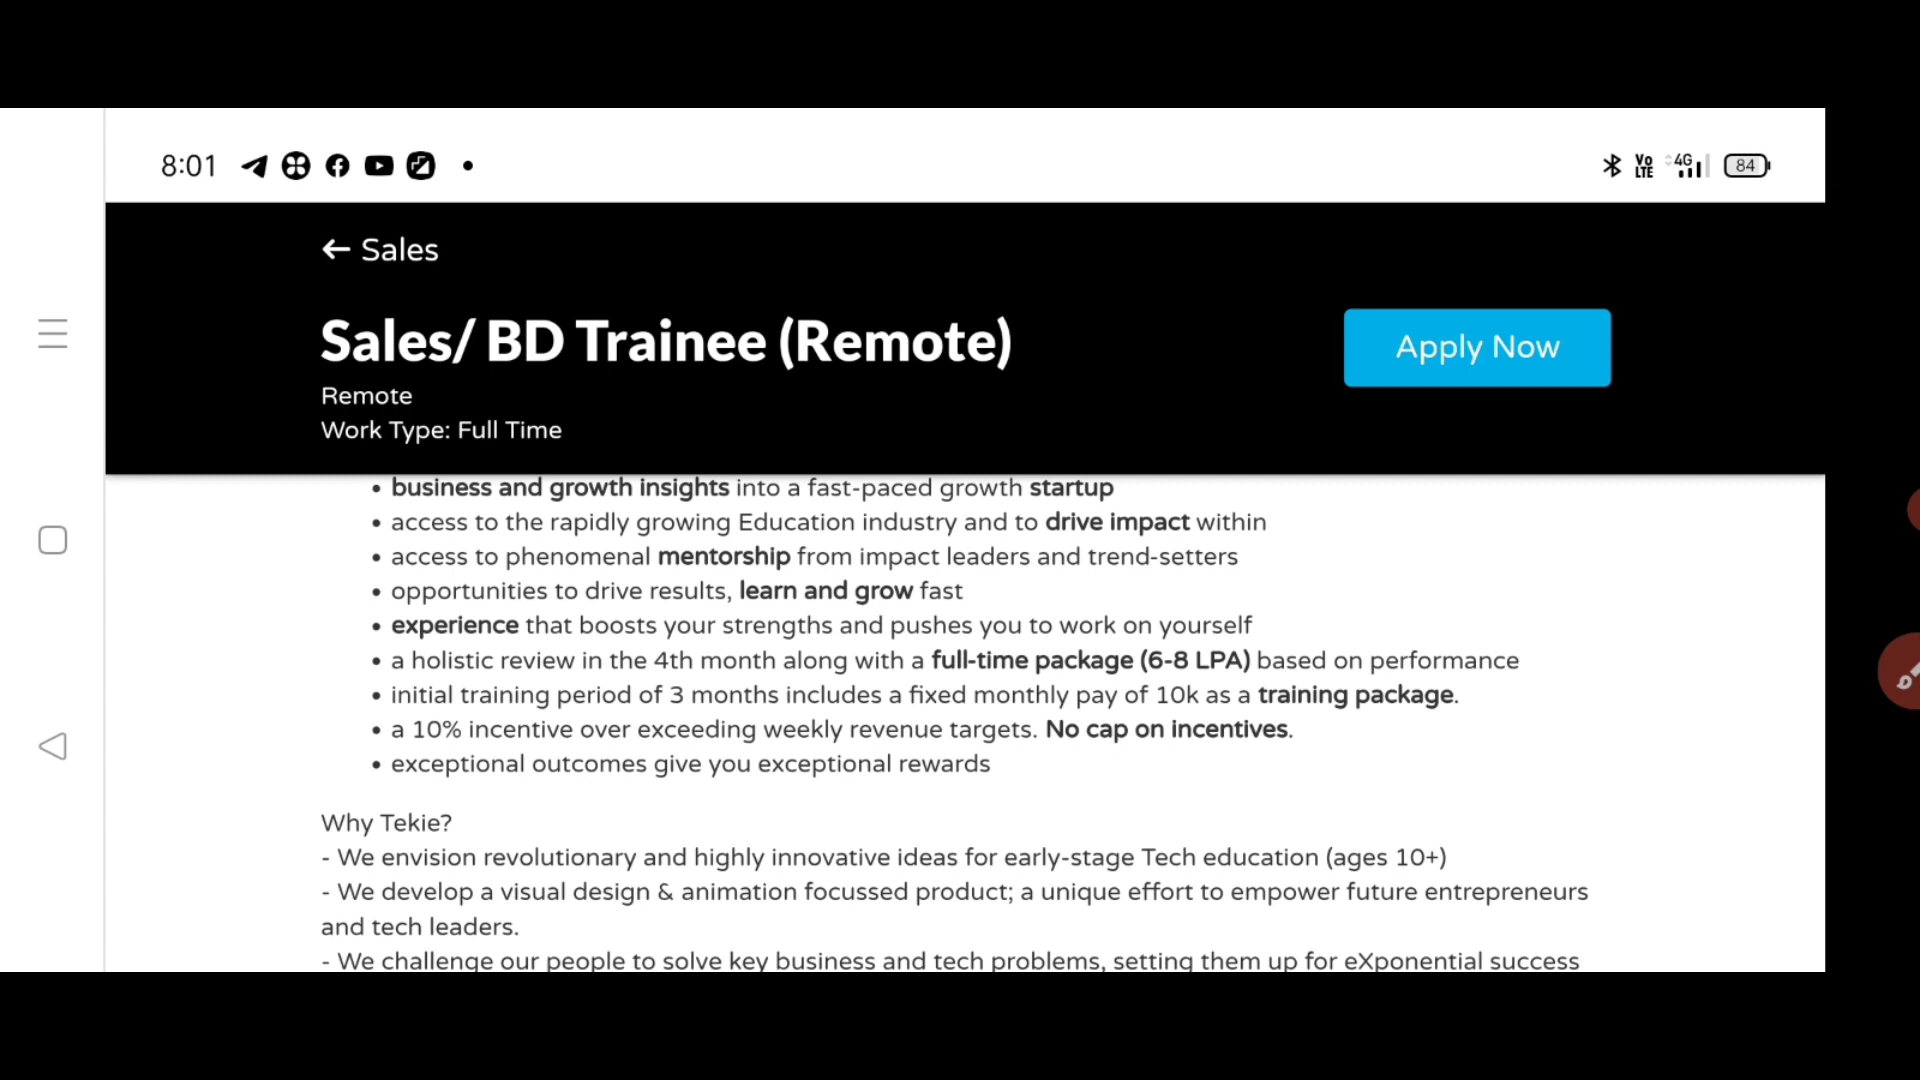 8:01
Vo LTE 4G 84
← Sales
Sales/ BD Trainee (Remote)
Apply Now
Remote
Work Type: Full Time
• business and growth insights into a fast-paced growth startup
• access to the rapidly growing Education industry and to drive impact within
• access to phenomenal mentorship from impact leaders and trend-setters
• opportunities to drive results, learn and grow fast
• experience that boosts your strengths and pushes you to work on yourself
• a holistic review in the 4th month along with a full-time package (6-8 LPA) based on performance
• initial training period of 3 months includes a fixed monthly pay of 10k as a training package.
• a 10% incentive over exceeding weekly revenue targets. No cap on incentives.
• exceptional outcomes give you exceptional rewards
Why Tekie?
- We envision revolutionary and highly innovative ideas for early-stage Tech education (ages 10+)
- We develop a visual design & animation focussed product; a unique effort to empower future entrepreneurs
and tech leaders.
- We challenge our people to solve key business and tech problems, setting them up for eXponential success